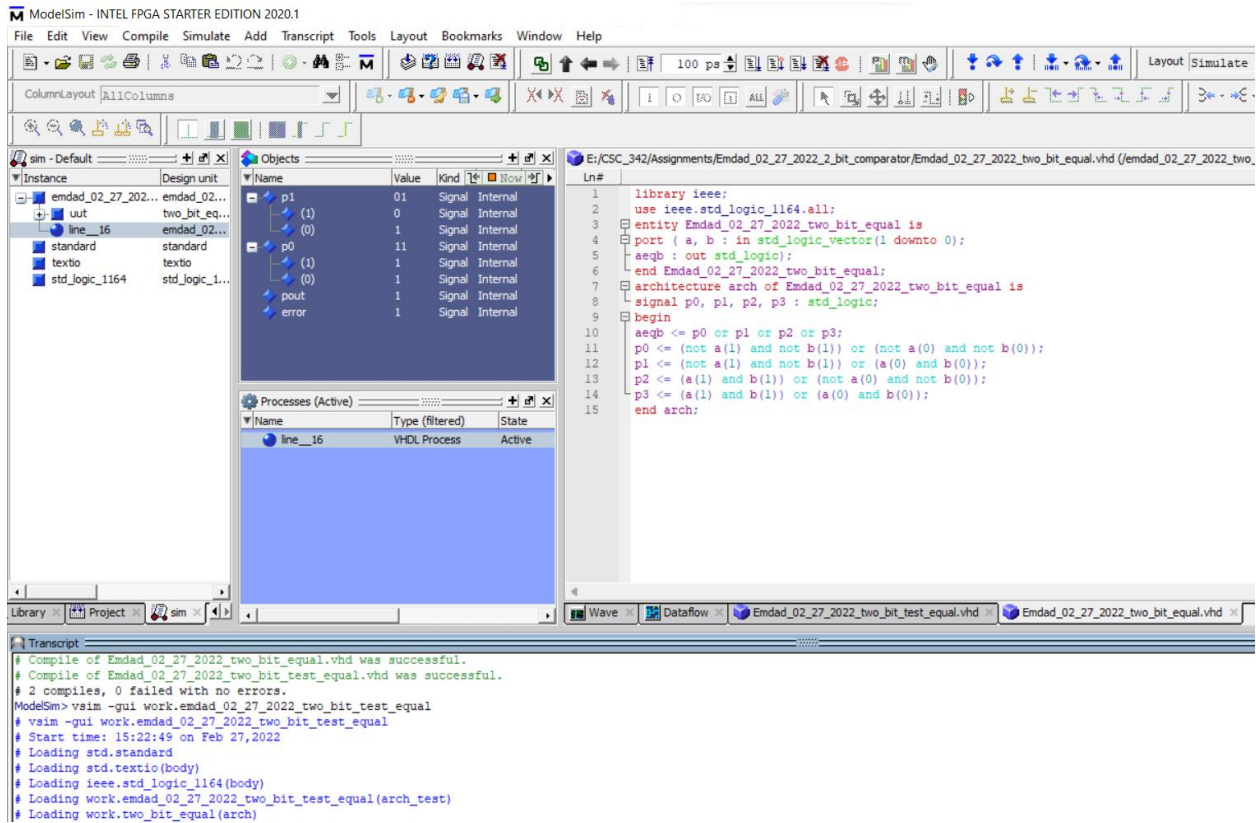 ModelSim - INTEL FPGA STARTER EDITION 2020.1
File Edit View Compile Simulate Add Transcript Tools Layout Bookmarks Window Help
100 ps
Layout Simulate
ColumnLayout AllColumns
sim - Default
Instance Design unit
emdad_02_27_202... emdad_02...
uut two_bit_eq...
line__16 emdad_02...
standard standard
textio textio
std_logic_1164 std_logic_1...
Objects
Name Value Kind Now
p1 01 Signal Internal
(1) 0 Signal Internal
(0) 1 Signal Internal
p0 11 Signal Internal
(1) 1 Signal Internal
(0) 1 Signal Internal
pout 1 Signal Internal
error 1 Signal Internal
Processes (Active)
Name Type (filtered) State
line__16 VHDL Process Active
E:/CSC_342/Assignments/Emdad_02_27_2022_2_bit_comparator/Emdad_02_27_2022_two_bit_equal.vhd (/emdad_02_27_2022_two_
Ln#
1 library ieee;
2 use ieee.std_logic_1164.all;
3 entity Emdad_02_27_2022_two_bit_equal is
4 port ( a, b : in std_logic_vector(1 downto 0);
5 aeqb : out std_logic);
6 end Emdad_02_27_2022_two_bit_equal;
7 architecture arch of Emdad_02_27_2022_two_bit_equal is
8 signal p0, p1, p2, p3 : std_logic;
9 begin
10 aeqb <= p0 or p1 or p2 or p3;
11 p0 <= (not a(1) and not b(1)) or (not a(0) and not b(0));
12 p1 <= (not a(1) and not b(1)) or (a(0) and b(0));
13 p2 <= (a(1) and b(1)) or (not a(0) and not b(0));
14 p3 <= (a(1) and b(1)) or (a(0) and b(0));
15 end arch;
Library Project sim
Wave Dataflow Emdad_02_27_2022_two_bit_test_equal.vhd Emdad_02_27_2022_two_bit_equal.vhd
Transcript
# Compile of Emdad_02_27_2022_two_bit_equal.vhd was successful.
# Compile of Emdad_02_27_2022_two_bit_test_equal.vhd was successful.
# 2 compiles, 0 failed with no errors.
ModelSim> vsim -gui work.emdad_02_27_2022_two_bit_test_equal
# vsim -gui work.emdad_02_27_2022_two_bit_test_equal
# Start time: 15:22:49 on Feb 27,2022
# Loading std.standard
# Loading std.textio(body)
# Loading ieee.std_logic_1164(body)
# Loading work.emdad_02_27_2022_two_bit_test_equal(arch_test)
# Loading work.two_bit_equal(arch)